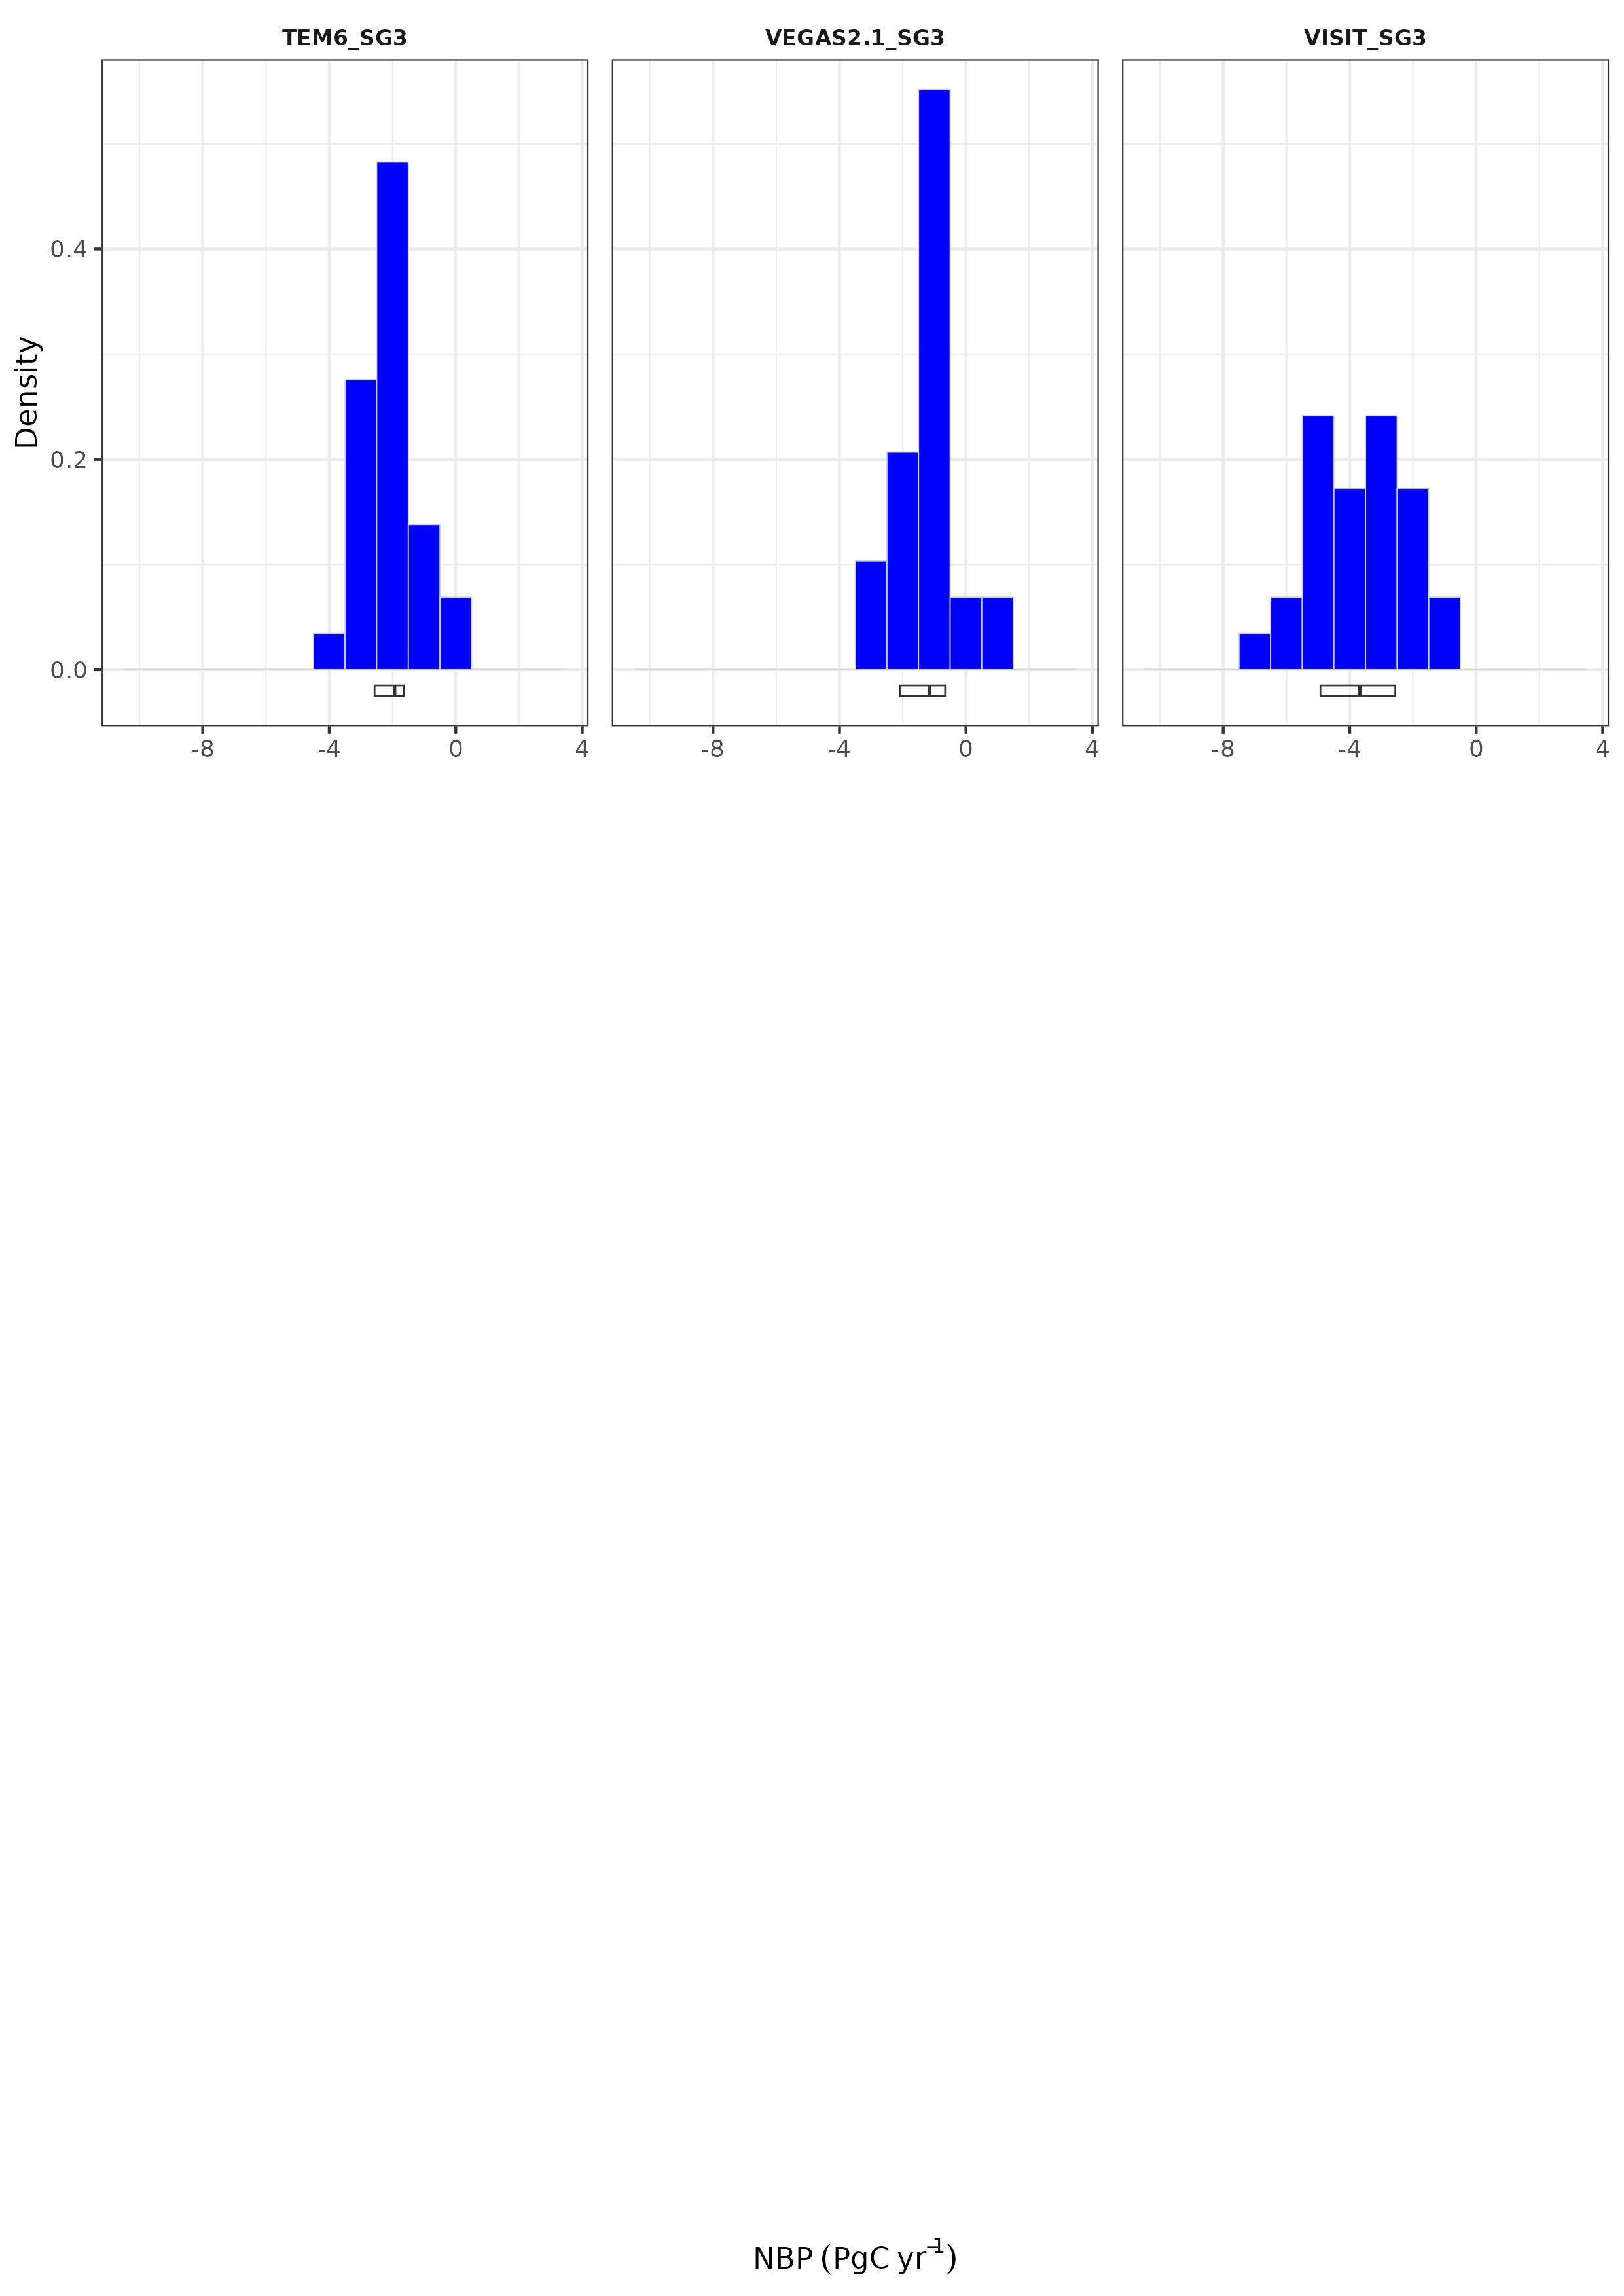 TEM6_SG3 VEGAS2.1_SG3 VISIT_SG3
Density
0.4
0.2
0.0
-8 -4 0 4 -8 -4 0 4 -8 -4 0 4
NBP (PgC yr⁻¹)